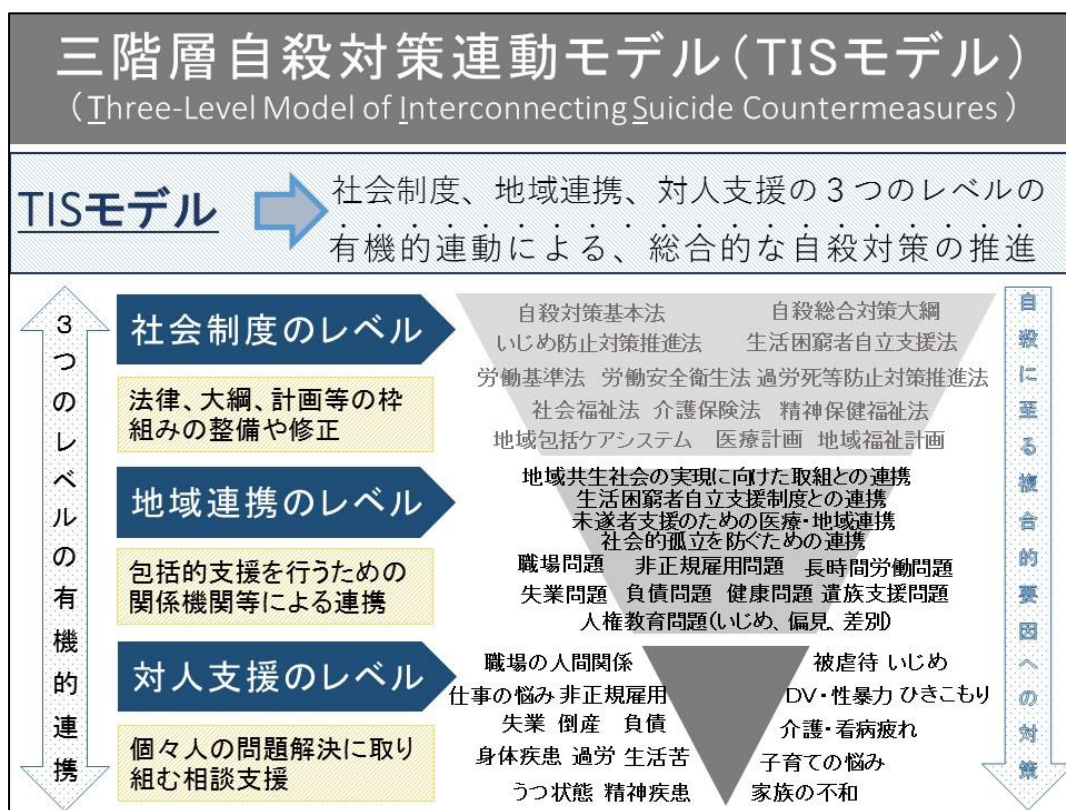 三階層自殺対策連動モデル(TISモデル)
(Three-Level Model of Interconnecting Suicide Countermeasures)
TISモデル
社会制度、地域連携、対人支援の3つのレベルの
有機的連動による、総合的な自殺対策の推進
3つのレベルの有機的連携
社会制度のレベル
法律、大綱、計画等の枠
組みの整備や修正
自殺対策基本法 自殺総合対策大綱
いじめ防止対策推進法 生活困窮者自立支援法
労働基準法 労働安全衛生法 過労死等防止対策推進法
社会福祉法 介護保険法 精神保健福祉法
地域包括ケアシステム 医療計画 地域福祉計画
地域連携のレベル
包括的支援を行うための
関係機関等による連携
地域共生社会の実現に向けた取組との連携
生活困窮者自立支援制度との連携
未遂者支援のための医療・地域連携
社会的孤立を防ぐための連携
職場問題 非正規雇用問題 長時間労働問題
失業問題 負債問題 健康問題 遺族支援問題
人権教育問題(いじめ、偏見、差別)
対人支援のレベル
個々人の問題解決に取り
組む相談支援
職場の人間関係 被虐待 いじめ
仕事の悩み 非正規雇用 DV・性暴力 ひきこもり
失業 倒産 負債 介護・看病疲れ
身体疾患 過労 生活苦 子育ての悩み
うつ状態 精神疾患 家族の不和
自殺に至る複合的要因への対策